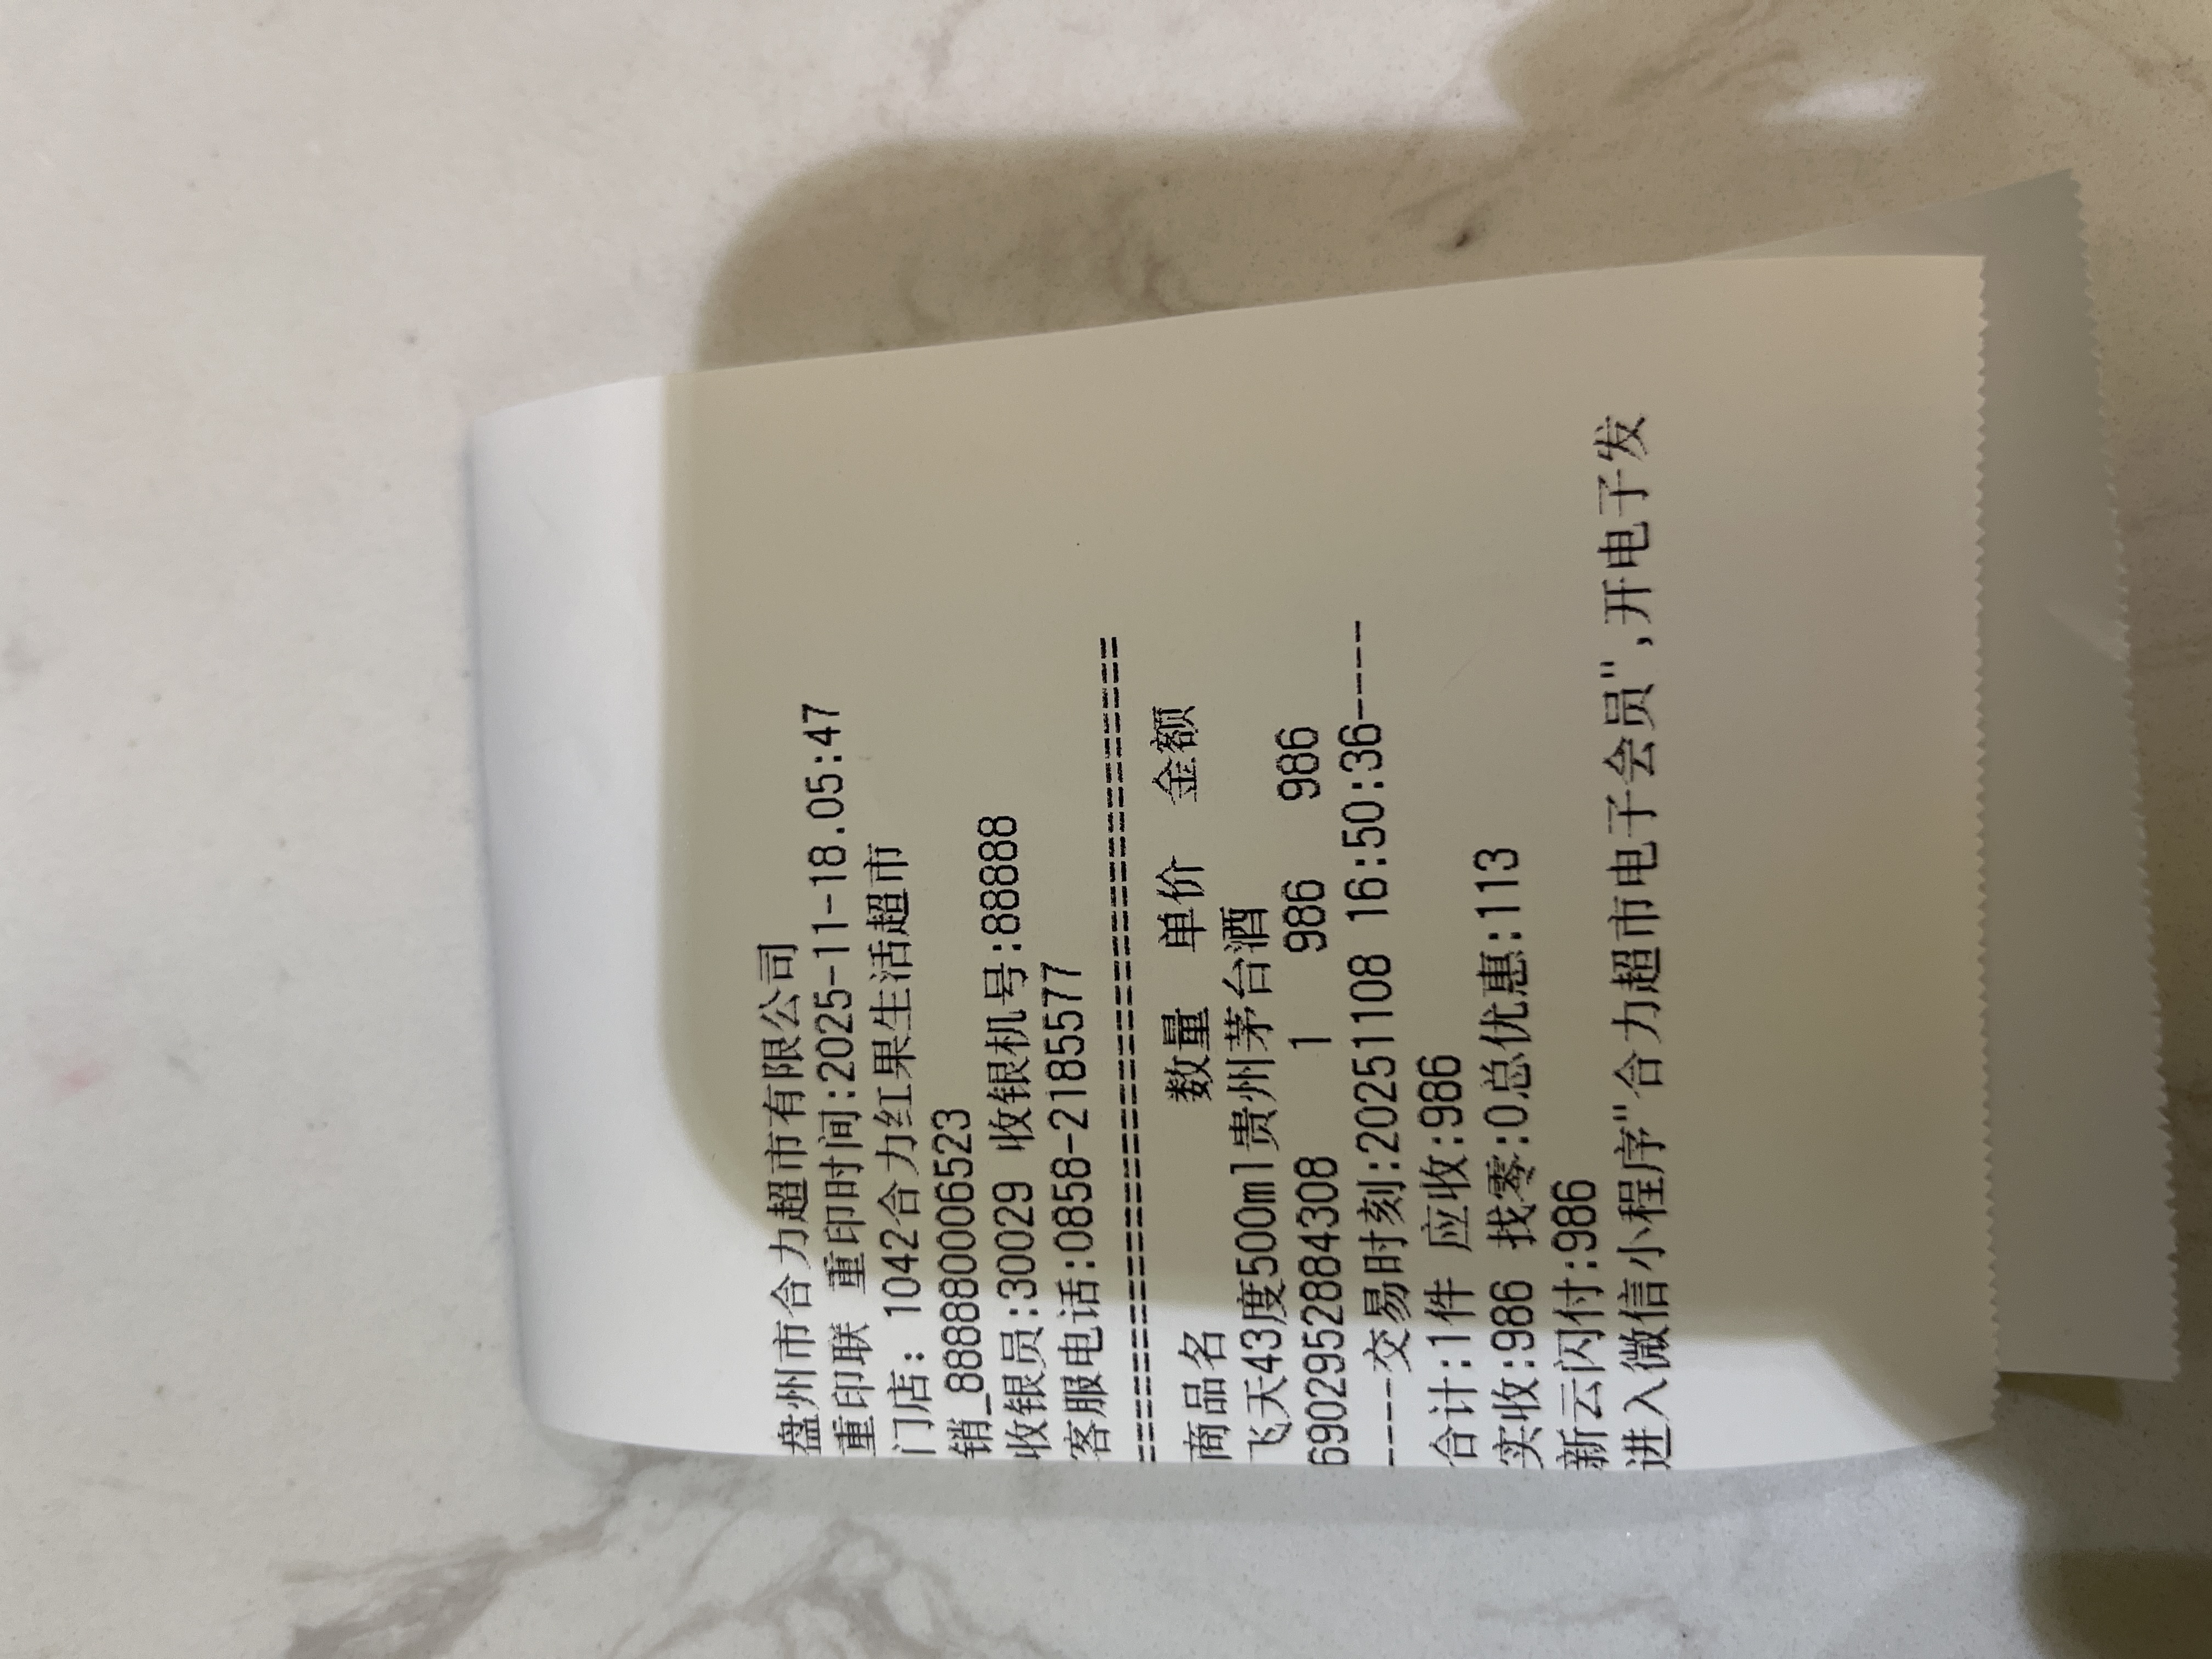 盘州市合力超市有限公司
重印联 重印时间:2025-11-18.05:47
门店: 1042合力红果生活超市
销_888880006523
收银员:30029 收银机号:88888
客服电话:0858-2185577
==========================================
商品名 数量 单价 金额
飞天43度500ml贵州茅台酒
6902952884308 1 986 986
----交易时刻:20251108 16:50:36----
合计:1件 应收:986
实收:986 找零:0总优惠:113
新云闪付:986
进入微信小程序"合力超市电子会员",开电子发